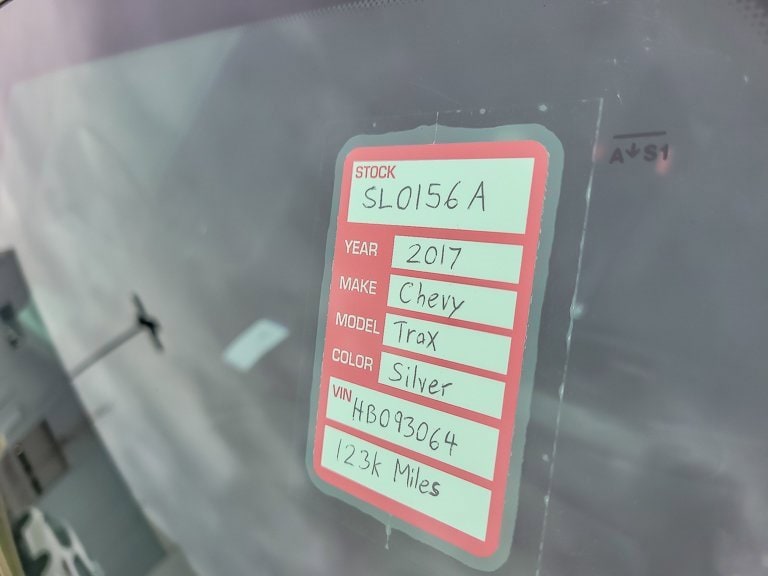 STOCK
SL0156A
YEAR 2017
MAKE Chevy
MODEL Trax
COLOR Silver
VIN HB093064
123k Miles
A↓S1